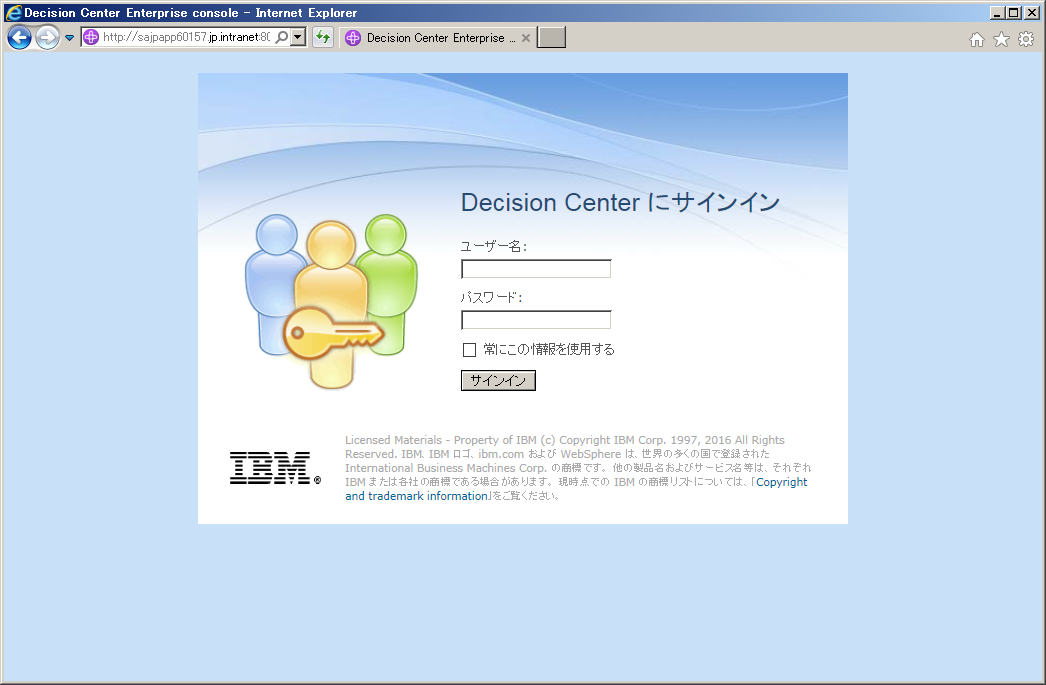 Decision Center Enterprise console - Internet Explorer
http://sajpapp60157.jp.intranet:80
Decision Center Enterprise ...
Decision Center にサインイン
ユーザー名:
パスワード:
常にこの情報を使用する
サインイン
IBM®
Licensed Materials - Property of IBM (c) Copyright IBM Corp. 1997, 2016 All Rights
Reserved. IBM、IBM ロゴ、ibm.com および WebSphere は、世界の多くの国で登録された
International Business Machines Corp. の商標です。他の製品名およびサービス名等は、それぞれ
IBM または各社の商標である場合があります。現時点での IBM の商標リストについては、「Copyright
and trademark information」をご覧ください。